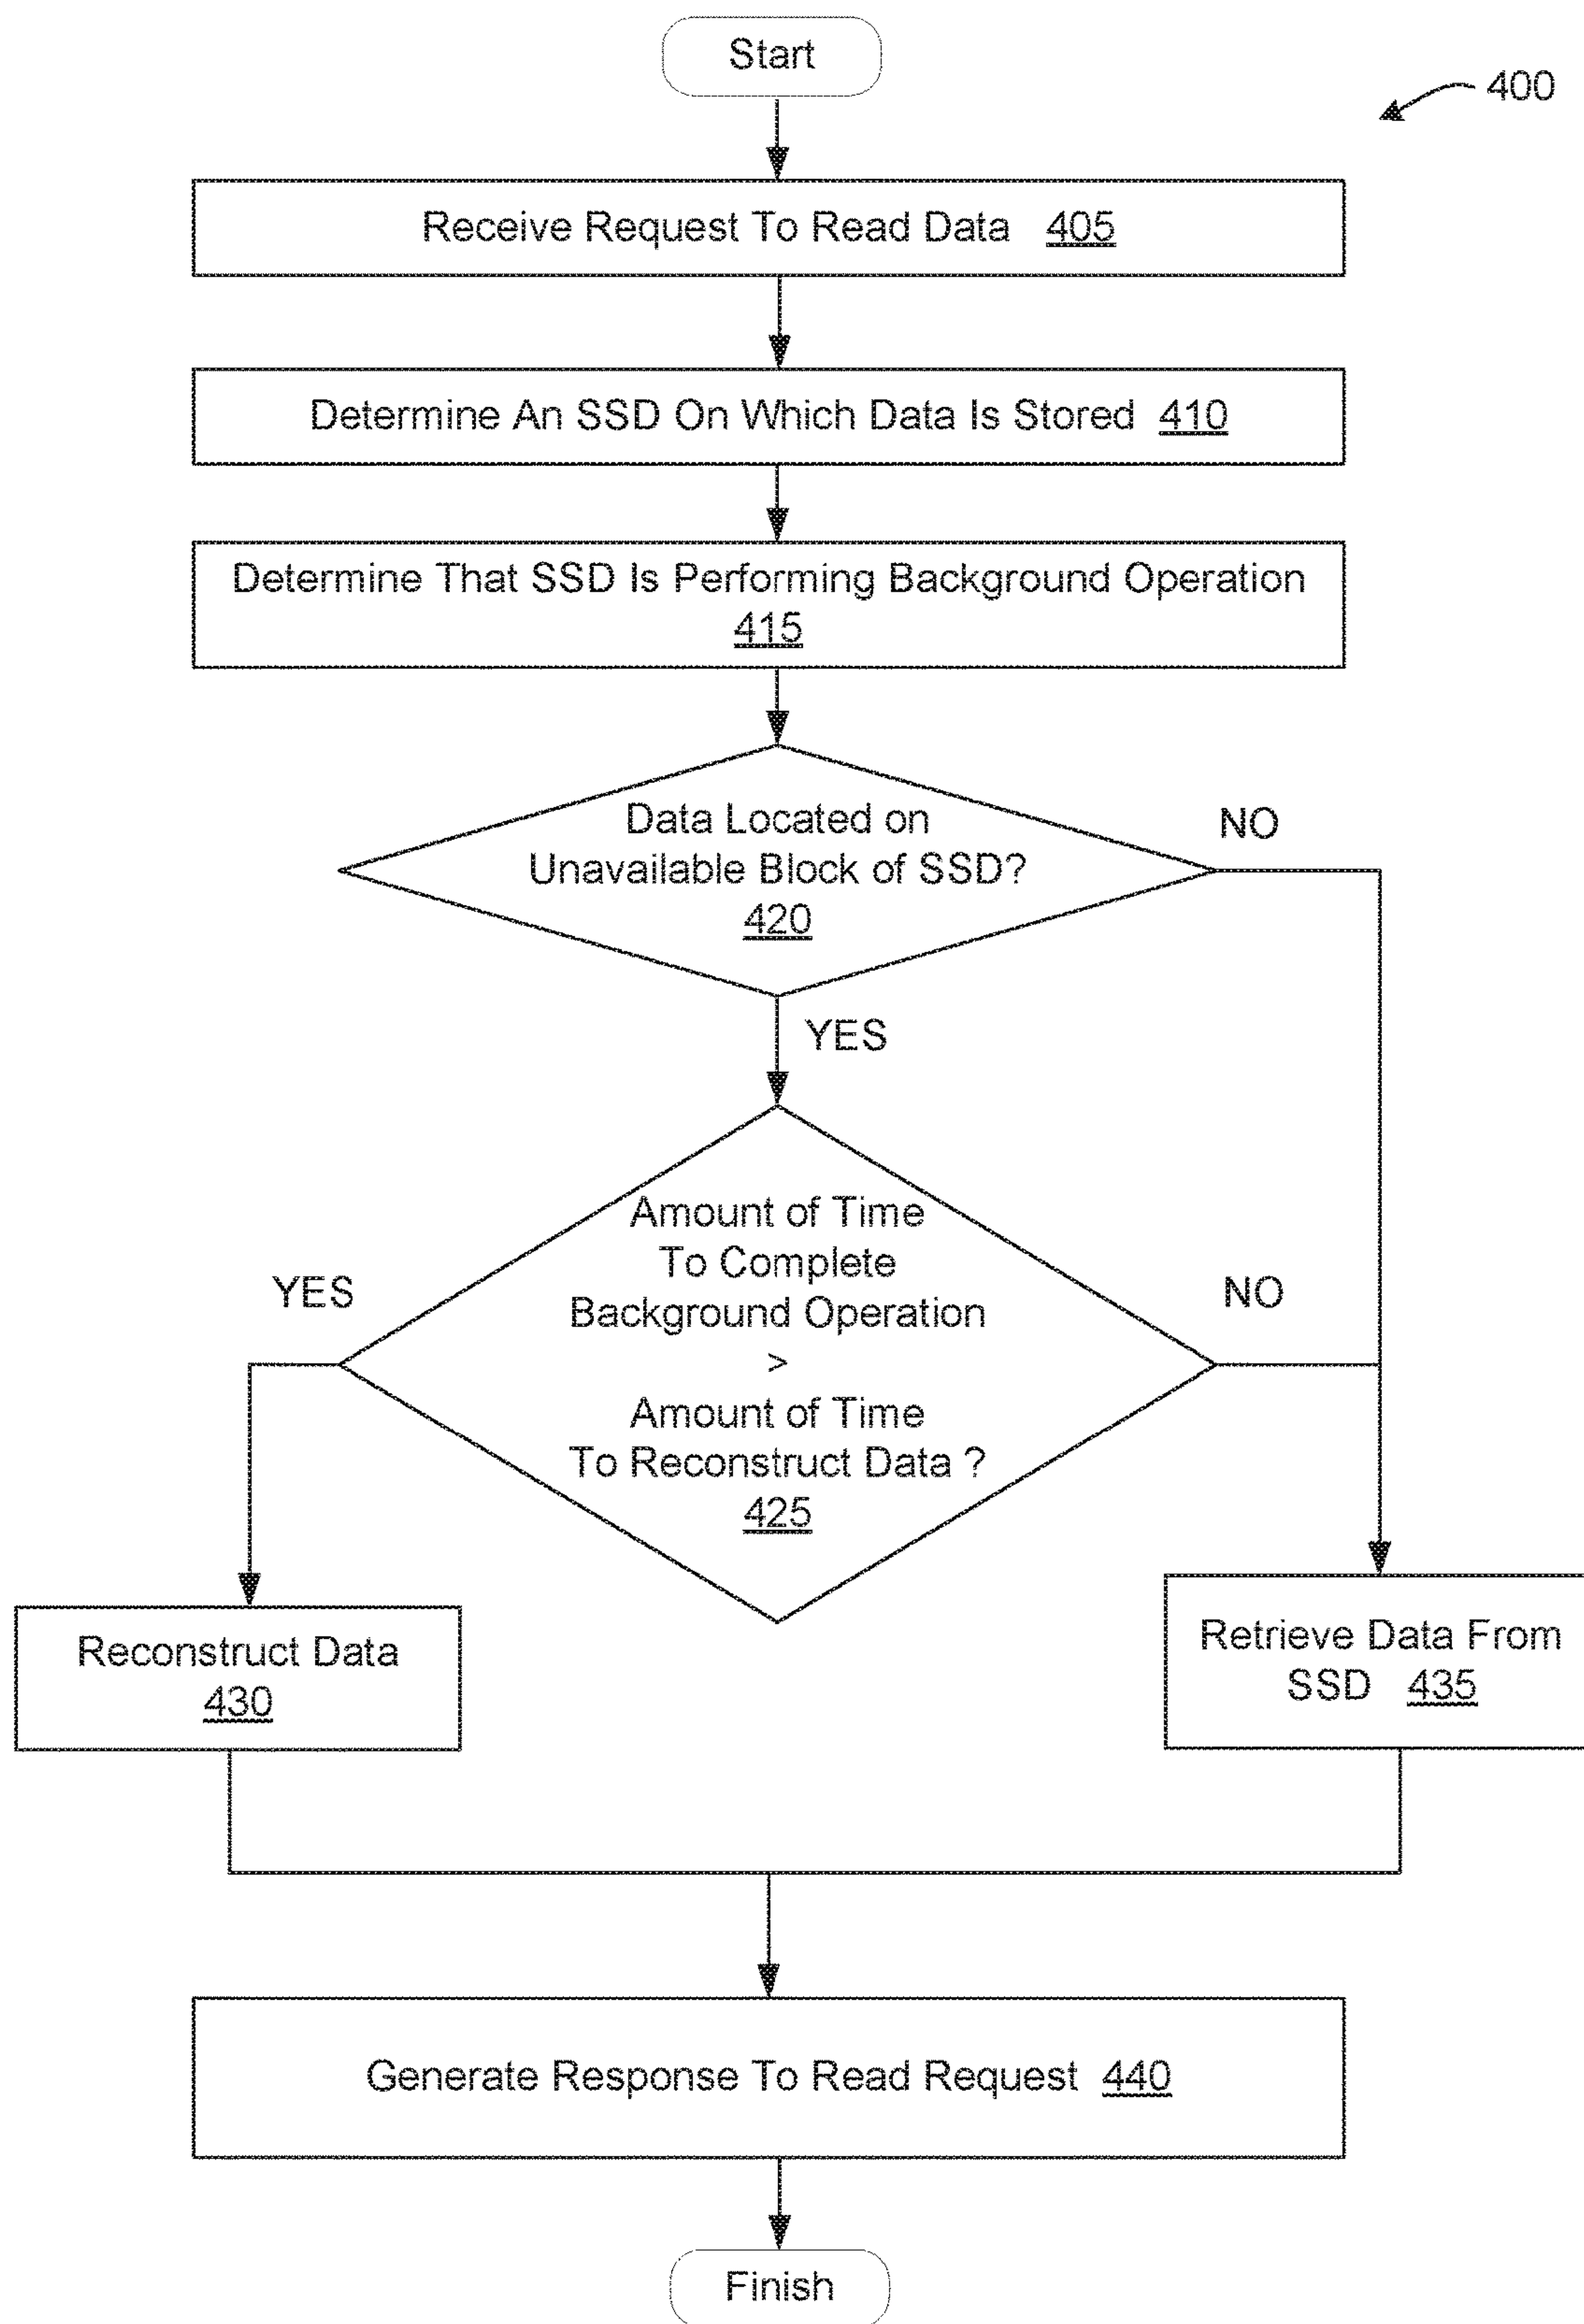 Start
400
Receive Request To Read Data 405
Determine An SSD On Which Data Is Stored 410
Determine That SSD Is Performing Background Operation
415
Data Located on
Unavailable Block of SSD?
420
NO
YES
Amount of Time
To Complete
Background Operation
>
Amount of Time
To Reconstruct Data ?
425
YES
NO
Reconstruct Data
430
Retrieve Data From
SSD 435
Generate Response To Read Request 440
Finish